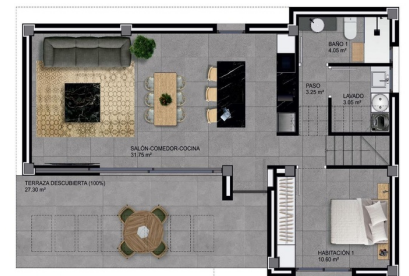 BAÑO 1
4.05 m²
PASO
3.25 m²
LAVADO
3.05 m²
SALÓN-COMEDOR-COCINA
31.75 m²
TERRAZA DESCUBIERTA (100%)
27.30 m²
HABITACIÓN 1
10.60 m²